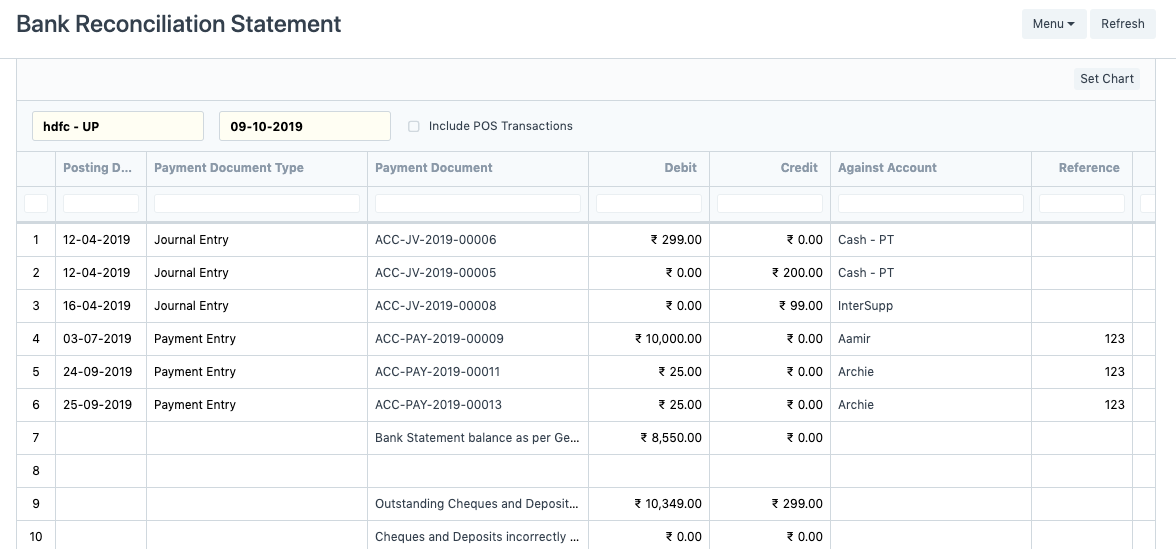 Bank Reconciliation Statement Menu Refresh
Set Chart
hdfc - UP 09-10-2019 Include POS Transactions
Posting D... Payment Document Type Payment Document Debit Credit Against Account Reference
1 12-04-2019 Journal Entry ACC-JV-2019-00006 ₹ 299.00 ₹ 0.00 Cash - PT
2 12-04-2019 Journal Entry ACC-JV-2019-00005 ₹ 0.00 ₹ 200.00 Cash - PT
3 16-04-2019 Journal Entry ACC-JV-2019-00008 ₹ 0.00 ₹ 99.00 InterSupp
4 03-07-2019 Payment Entry ACC-PAY-2019-00009 ₹ 10,000.00 ₹ 0.00 Aamir 123
5 24-09-2019 Payment Entry ACC-PAY-2019-00011 ₹ 25.00 ₹ 0.00 Archie 123
6 25-09-2019 Payment Entry ACC-PAY-2019-00013 ₹ 25.00 ₹ 0.00 Archie 123
7 Bank Statement balance as per Ge... ₹ 8,550.00 ₹ 0.00
8
9 Outstanding Cheques and Deposit... ₹ 10,349.00 ₹ 299.00
10 Cheques and Deposits incorrectly ... ₹ 0.00 ₹ 0.00